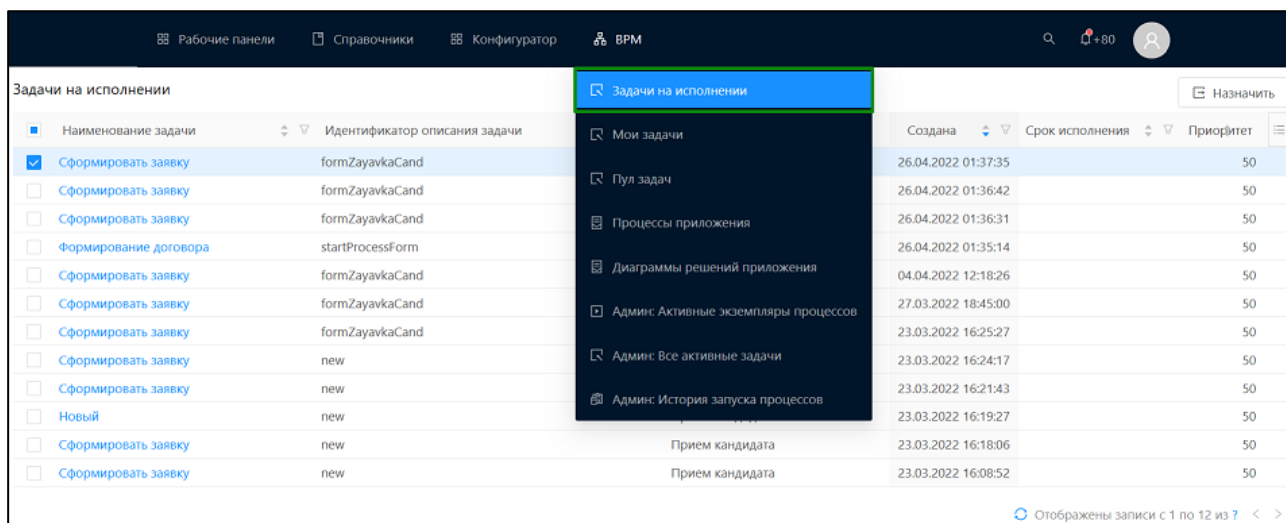 Рабочие панели Справочники Конфигуратор BPM +80
Задачи на исполнении Назначить
Наименование задачи Идентификатор описания задачи Создана Срок исполнения Приоритет
Сформировать заявку formZayavkaCand 26.04.2022 01:37:35 50
Сформировать заявку formZayavkaCand 26.04.2022 01:36:42 50
Сформировать заявку formZayavkaCand 26.04.2022 01:36:31 50
Формирование договора startProcessForm 26.04.2022 01:35:14 50
Сформировать заявку formZayavkaCand 04.04.2022 12:18:26 50
Сформировать заявку formZayavkaCand 27.03.2022 18:45:00 50
Сформировать заявку formZayavkaCand 23.03.2022 16:25:27 50
Сформировать заявку new 23.03.2022 16:24:17 50
Сформировать заявку new 23.03.2022 16:21:43 50
Новый new 23.03.2022 16:19:27 50
Сформировать заявку new Прием кандидата 23.03.2022 16:18:06 50
Сформировать заявку new Прием кандидата 23.03.2022 16:08:52 50
Задачи на исполнении
Мои задачи
Пул задач
Процессы приложения
Диаграммы решений приложения
Админ: Активные экземпляры процессов
Админ: Все активные задачи
Админ: История запуска процессов
Отображены записи с 1 по 12 из ? < >